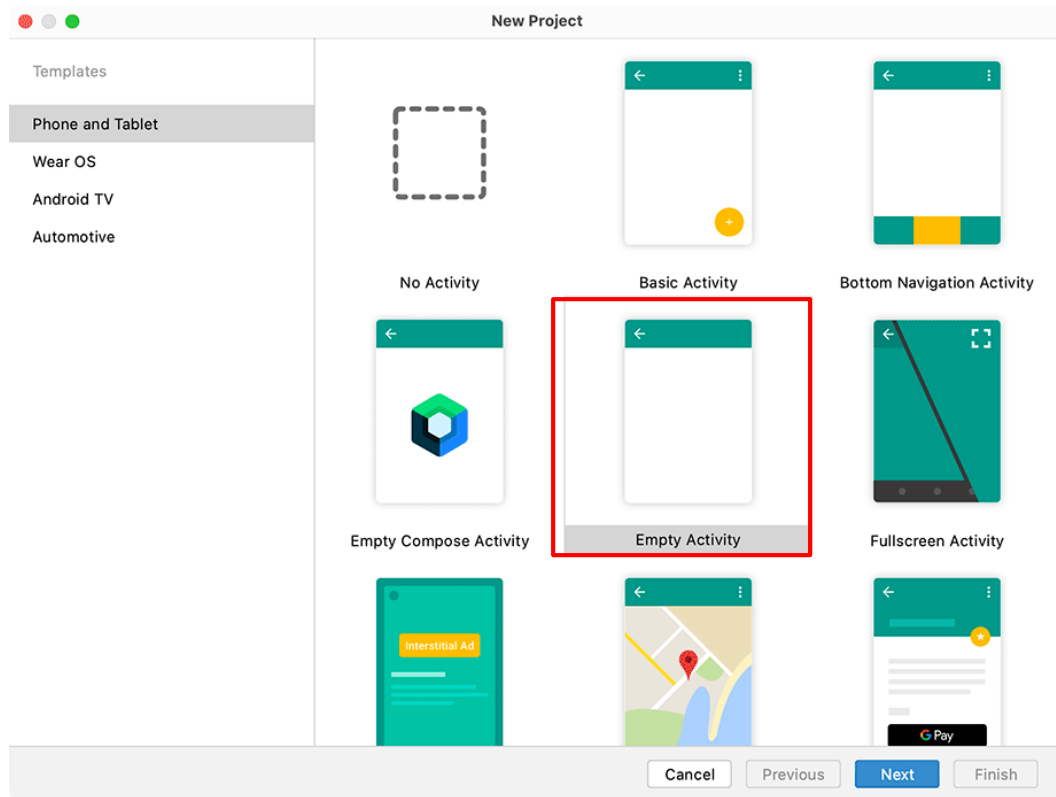 New Project
Templates
Phone and Tablet
Wear OS
Android TV
Automotive
No Activity
Basic Activity
Bottom Navigation Activity
Empty Compose Activity
Empty Activity
Fullscreen Activity
Interstitial Ad
G Pay
Cancel
Previous
Next
Finish